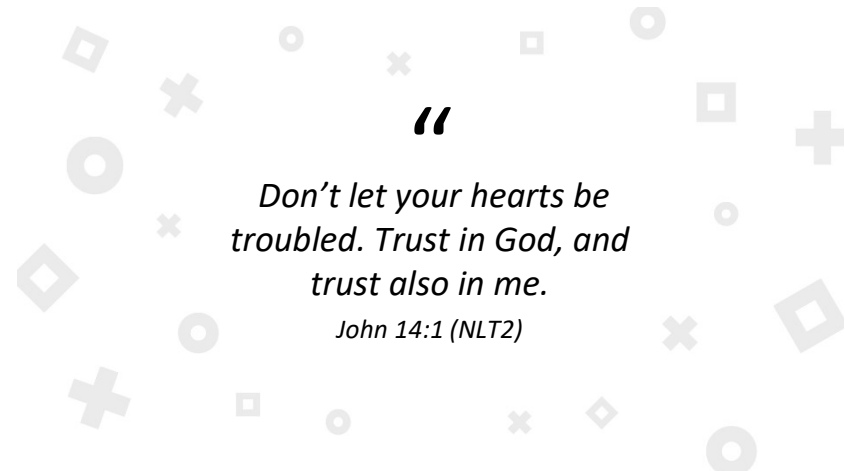 “
Don’t let your hearts be
troubled. Trust in God, and
trust also in me.
John 14:1 (NLT2)